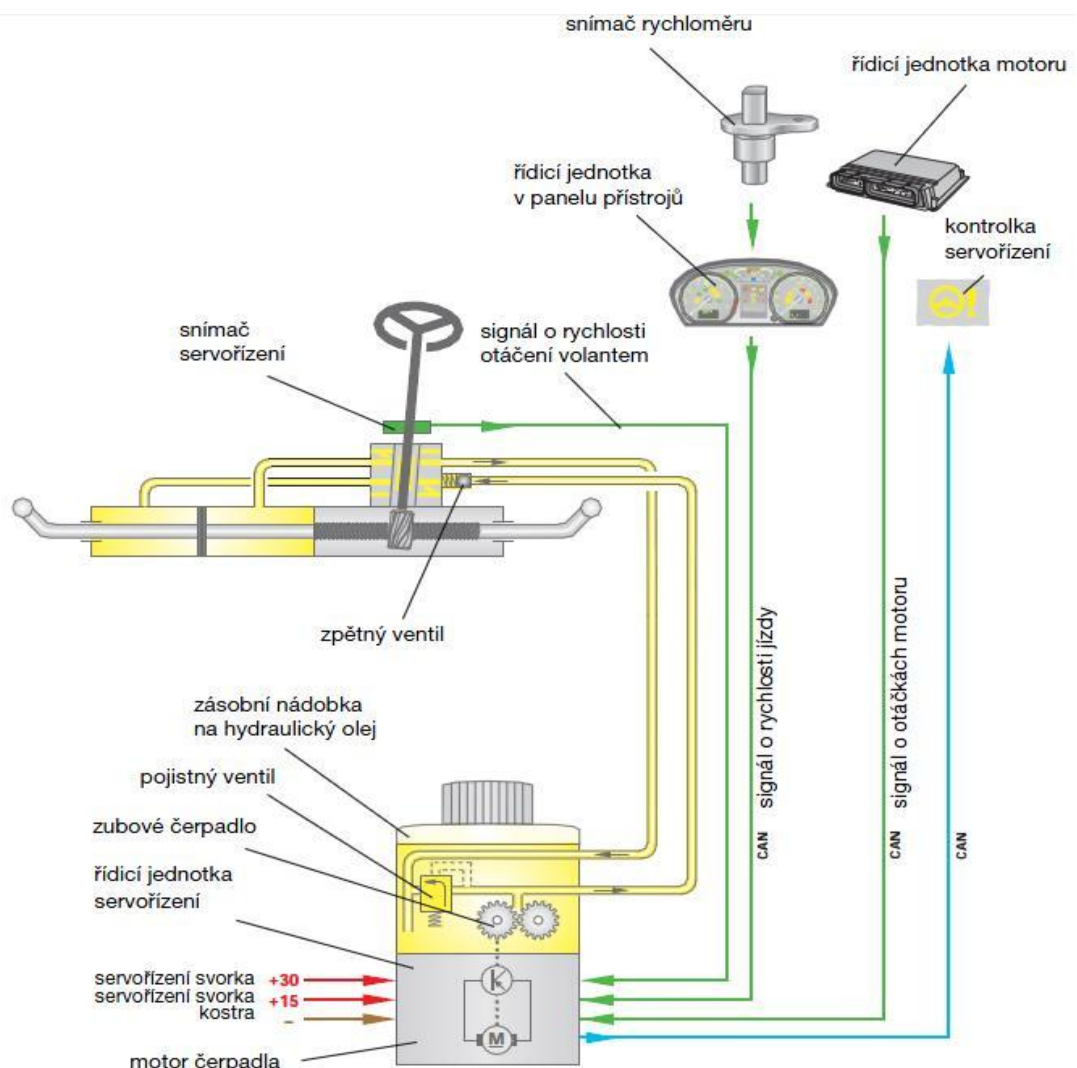 snímač rychloměru
řídicí jednotka motoru
řídicí jednotka
v panelu přístrojů
kontrolka
servořízení
snímač
servořízení
signál o rychlosti
otáčení volantem
zpětný ventil
zásobní nádobka
na hydraulický olej
pojistný ventil
zubové čerpadlo
řídicí jednotka
servořízení
signál o rychlosti jízdy
CAN
signál o otáčkách motoru
CAN
CAN
servořízení svorka +30
servořízení svorka +15
kostra –
M
motor čerpadla